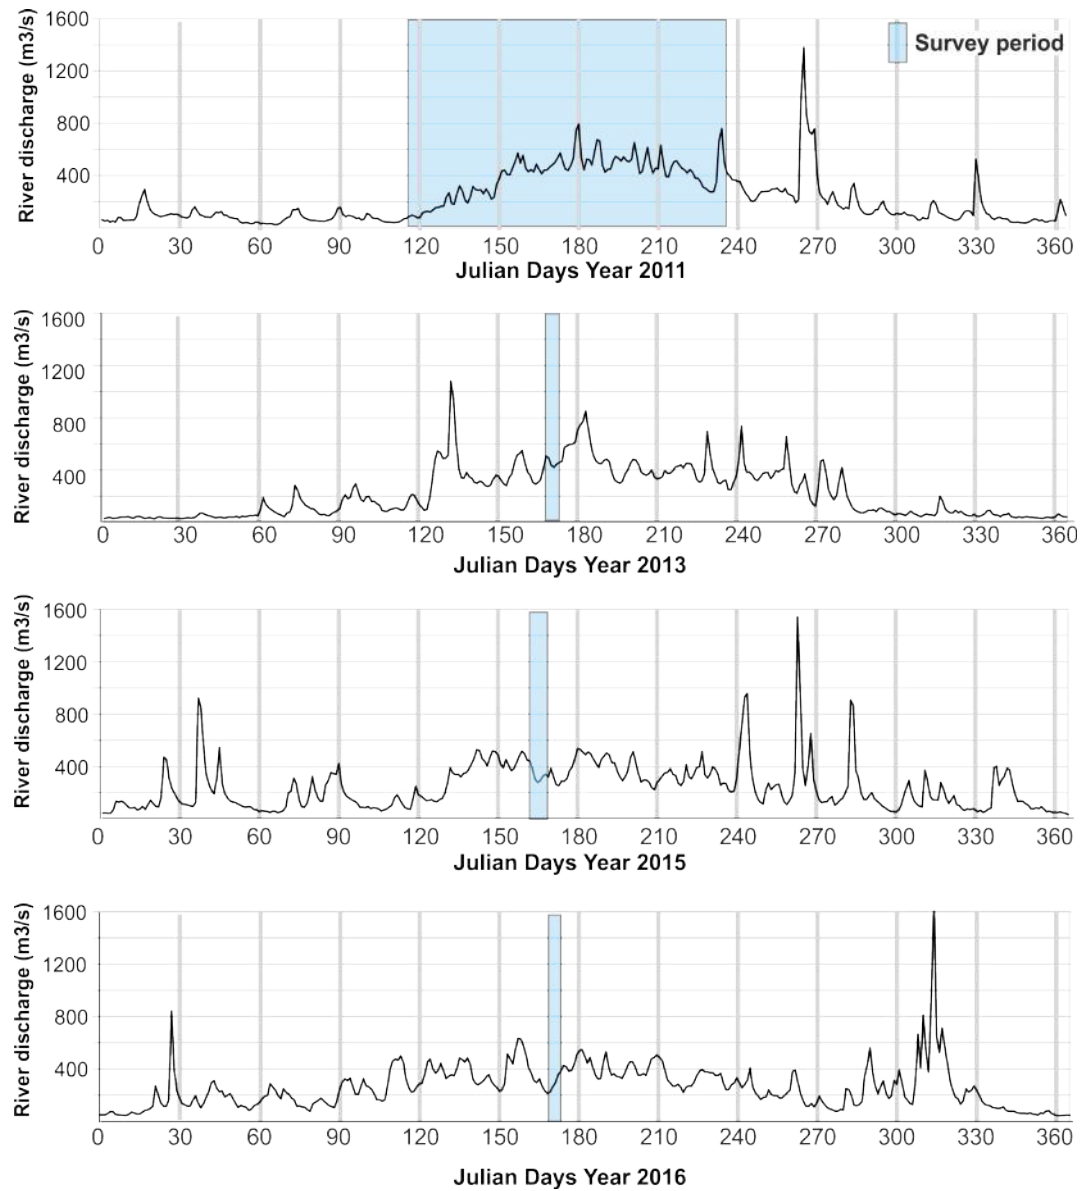 River discharge (m3/s)
1600
1200
800
400
Survey period
0 30 60 90 120 150 180 210 240 270 300 330 360
Julian Days Year 2011
River discharge (m3/s)
1600
1200
800
400
0 30 60 90 120 150 180 210 240 270 300 330 360
Julian Days Year 2013
River discharge (m3/s)
1600
1200
800
400
0 30 60 90 120 150 180 210 240 270 300 330 360
Julian Days Year 2015
River discharge (m3/s)
1600
1200
800
400
0 30 60 90 120 150 180 210 240 270 300 330 360
Julian Days Year 2016